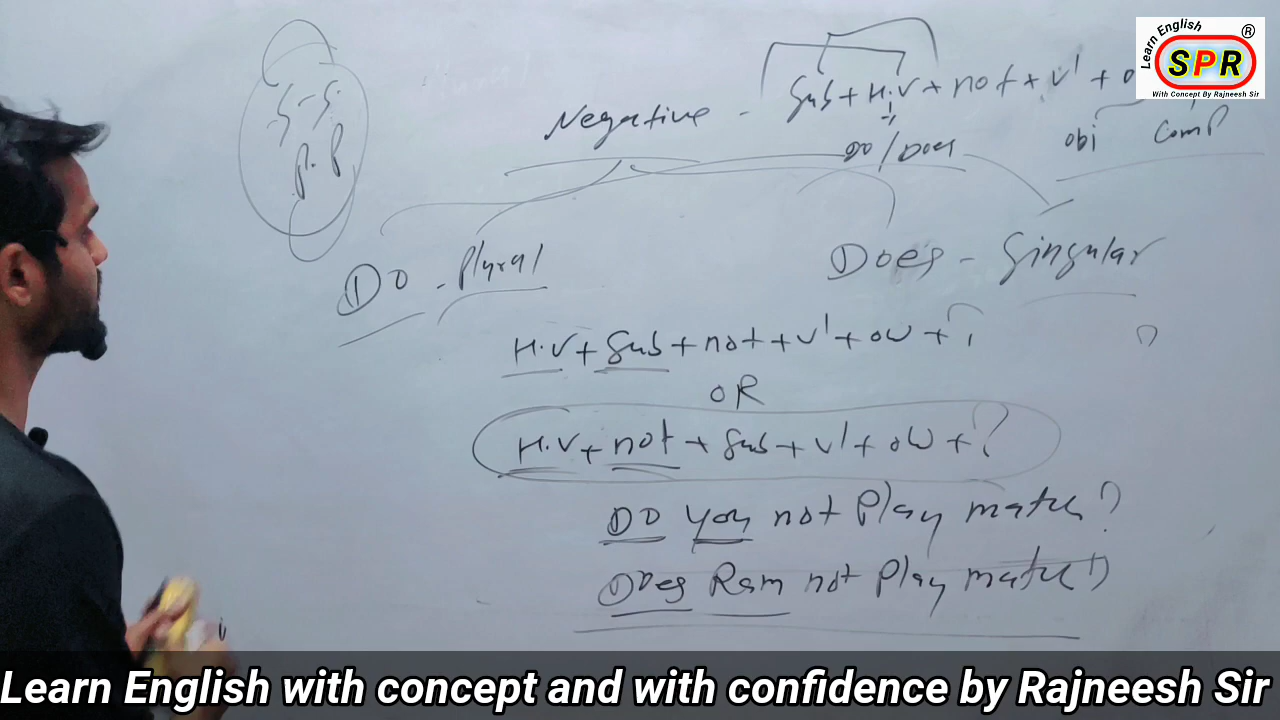 Learn English
®
SPR
With Concept By Rajneesh Sir
S-S
P.P
Negative - Sub + H.V + not + V¹ + o
DO/DOES
obj Comp
DO - Plural
Does - Singular
H.V + Sub + not + V¹ + ow + ?
OR
H.V + not + Sub + V¹ + ow + ?
DO you not Play match?
Does Ram not Play match?
Learn English with concept and with confidence by Rajneesh Sir